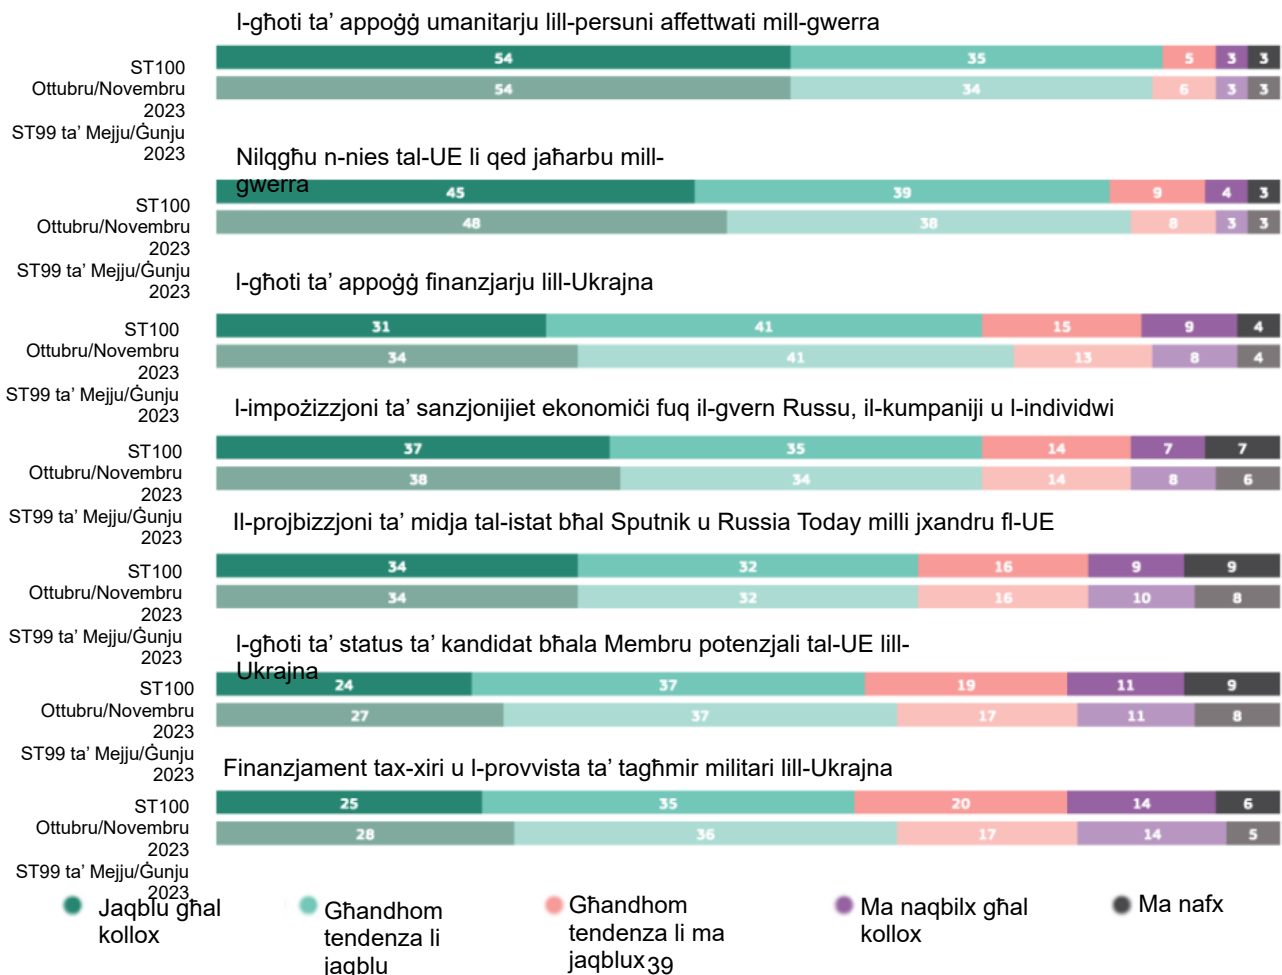 l-għoti ta’ appoġġ umanitarju lill-persuni affettwati mill-gwerra
ST100
Ottubru/Novembru
2023
54 35 5 3 3
ST99 ta’ Mejju/Ġunju
2023
54 34 6 3 3
Nilqgħu n-nies tal-UE li qed jaħarbu mill-
gwerra
ST100
Ottubru/Novembru
2023
45 39 9 4 3
ST99 ta’ Mejju/Ġunju
2023
48 38 8 3 3
l-għoti ta’ appoġġ finanzjarju lill-Ukrajna
ST100
Ottubru/Novembru
2023
31 41 15 9 4
ST99 ta’ Mejju/Ġunju
2023
34 41 13 8 4
l-impożizzjoni ta’ sanzjonijiet ekonomiċi fuq il-gvern Russu, il-kumpaniji u l-individwi
ST100
Ottubru/Novembru
2023
37 35 14 7 7
ST99 ta’ Mejju/Ġunju
2023
38 34 14 8 6
Il-projbizzjoni ta’ midja tal-istat bħal Sputnik u Russia Today milli jxandru fl-UE
ST100
Ottubru/Novembru
2023
34 32 16 9 9
ST99 ta’ Mejju/Ġunju
2023
34 32 16 10 8
l-għoti ta’ status ta’ kandidat bħala Membru potenzjali tal-UE lill-
Ukrajna
ST100
Ottubru/Novembru
2023
24 37 19 11 9
ST99 ta’ Mejju/Ġunju
2023
27 37 17 11 8
Finanzjament tax-xiri u l-provvista ta’ tagħmir militari lill-Ukrajna
ST100
Ottubru/Novembru
2023
25 35 20 14 6
ST99 ta’ Mejju/Ġunju
2023
28 36 17 14 5
Jaqblu għal
kollox
Għandhom
tendenza li
jaqblu
Għandhom
tendenza li ma
jaqblux
Ma naqbilx għal
kollox
Ma nafx
39